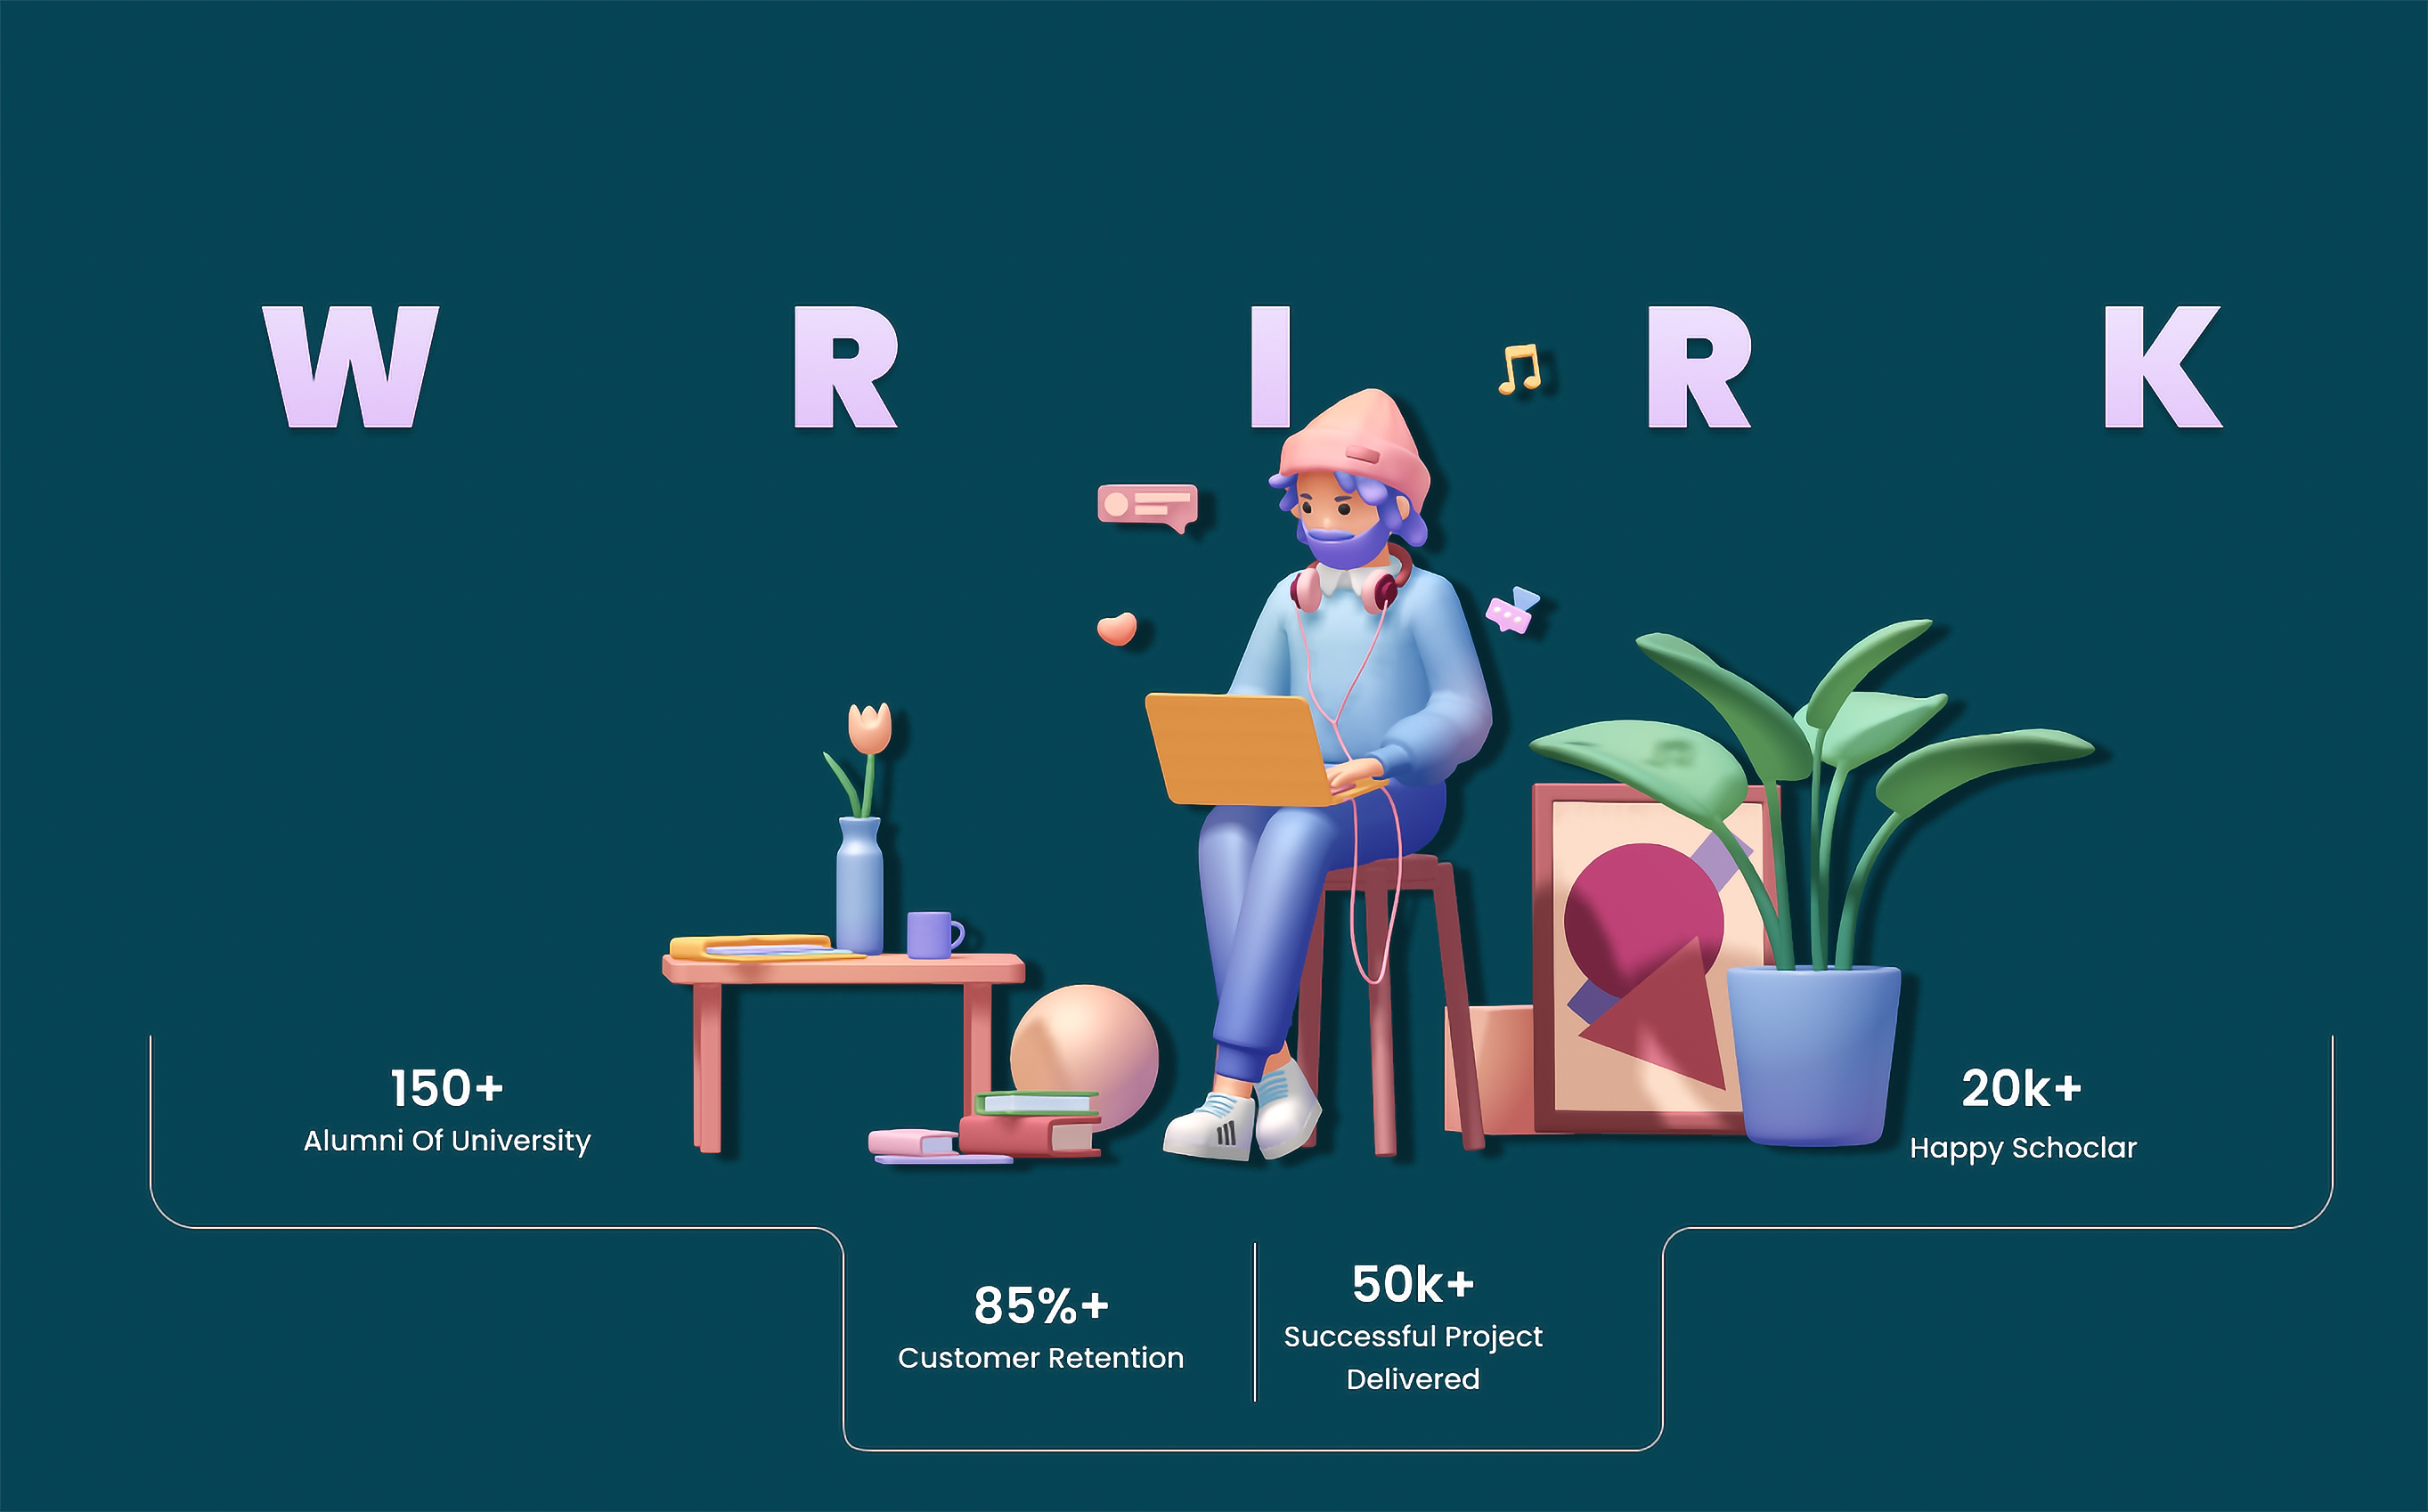 W R I R K
150+
Alumni Of University
20k+
Happy Schoclar
85%+
Customer Retention
50k+
Successful Project
Delivered